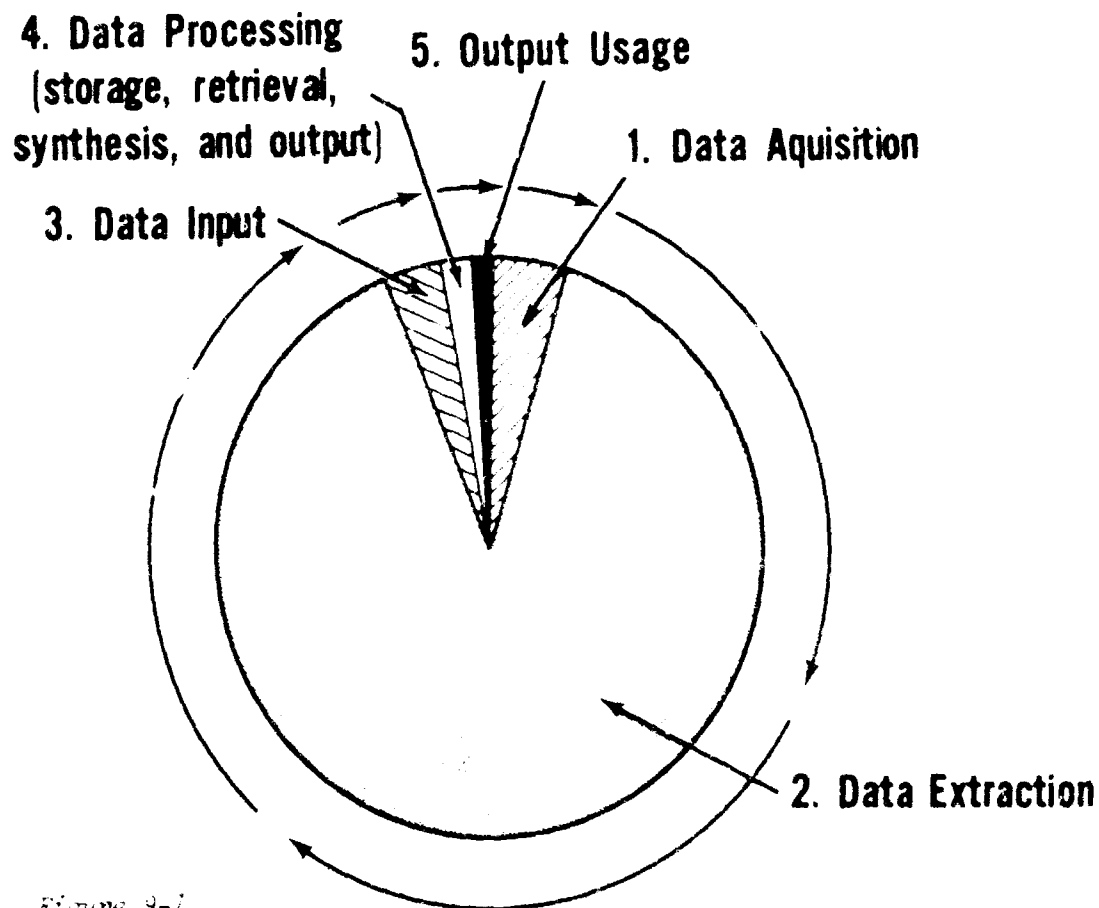 4. Data Processing
(storage, retrieval,
synthesis, and output)
5. Output Usage
1. Data Aquisition
3. Data Input
2. Data Extraction